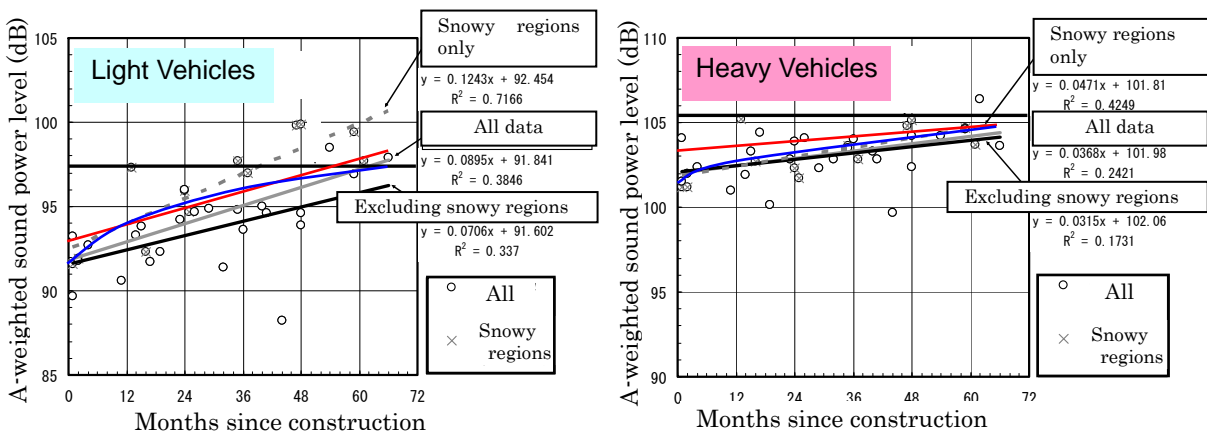 A-weighted sound power level (dB)
105
100
95
90
85
Light Vehicles
Snowy regions
only
y = 0.1243x + 92.454
R² = 0.7166
All data
y = 0.0895x + 91.841
R² = 0.3846
Excluding snowy regions
y = 0.0706x + 91.602
R² = 0.337
All
Snowy
regions
0 12 24 36 48 60 72
Months since construction
A-weighted sound power level (dB)
110
105
100
95
90
Heavy Vehicles
Snowy regions
only
y = 0.0471x + 101.81
R² = 0.4249
All data
y = 0.0368x + 101.98
R² = 0.2421
Excluding snowy regions
y = 0.0315x + 102.06
R² = 0.1731
All
Snowy
regions
0 12 24 36 48 60 72
Months since construction